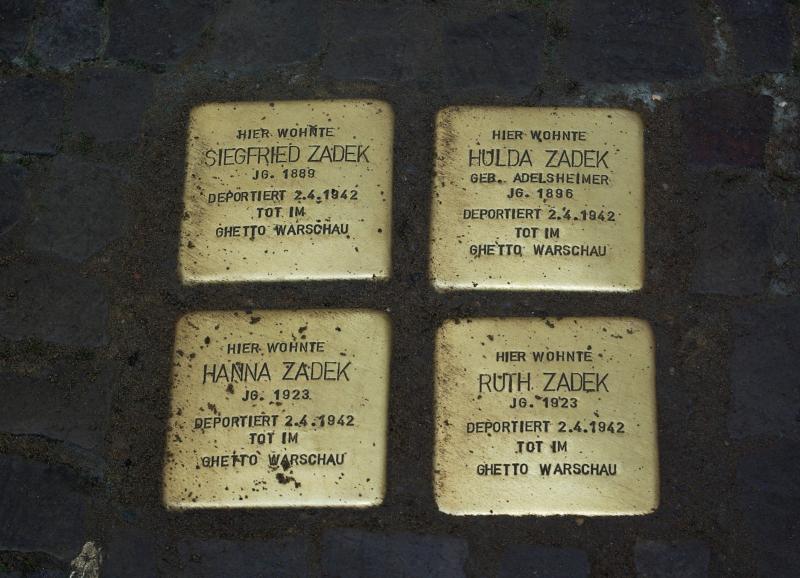 HIER WOHNTE
SIEGFRIED ZADEK
JG. 1889
DEPORTIERT 2.4.1942
TOT IM
GHETTO WARSCHAU
HIER WOHNTE
HULDA ZADEK
GEB. ADELSHEIMER
JG. 1896
DEPORTIERT 2.4.1942
TOT IM
GHETTO WARSCHAU
HIER WOHNTE
HANNA ZADEK
JG. 1923
DEPORTIERT 2.4.1942
TOT IM
GHETTO WARSCHAU
HIER WOHNTE
RUTH ZADEK
JG. 1923
DEPORTIERT 2.4.1942
TOT IM
GHETTO WARSCHAU